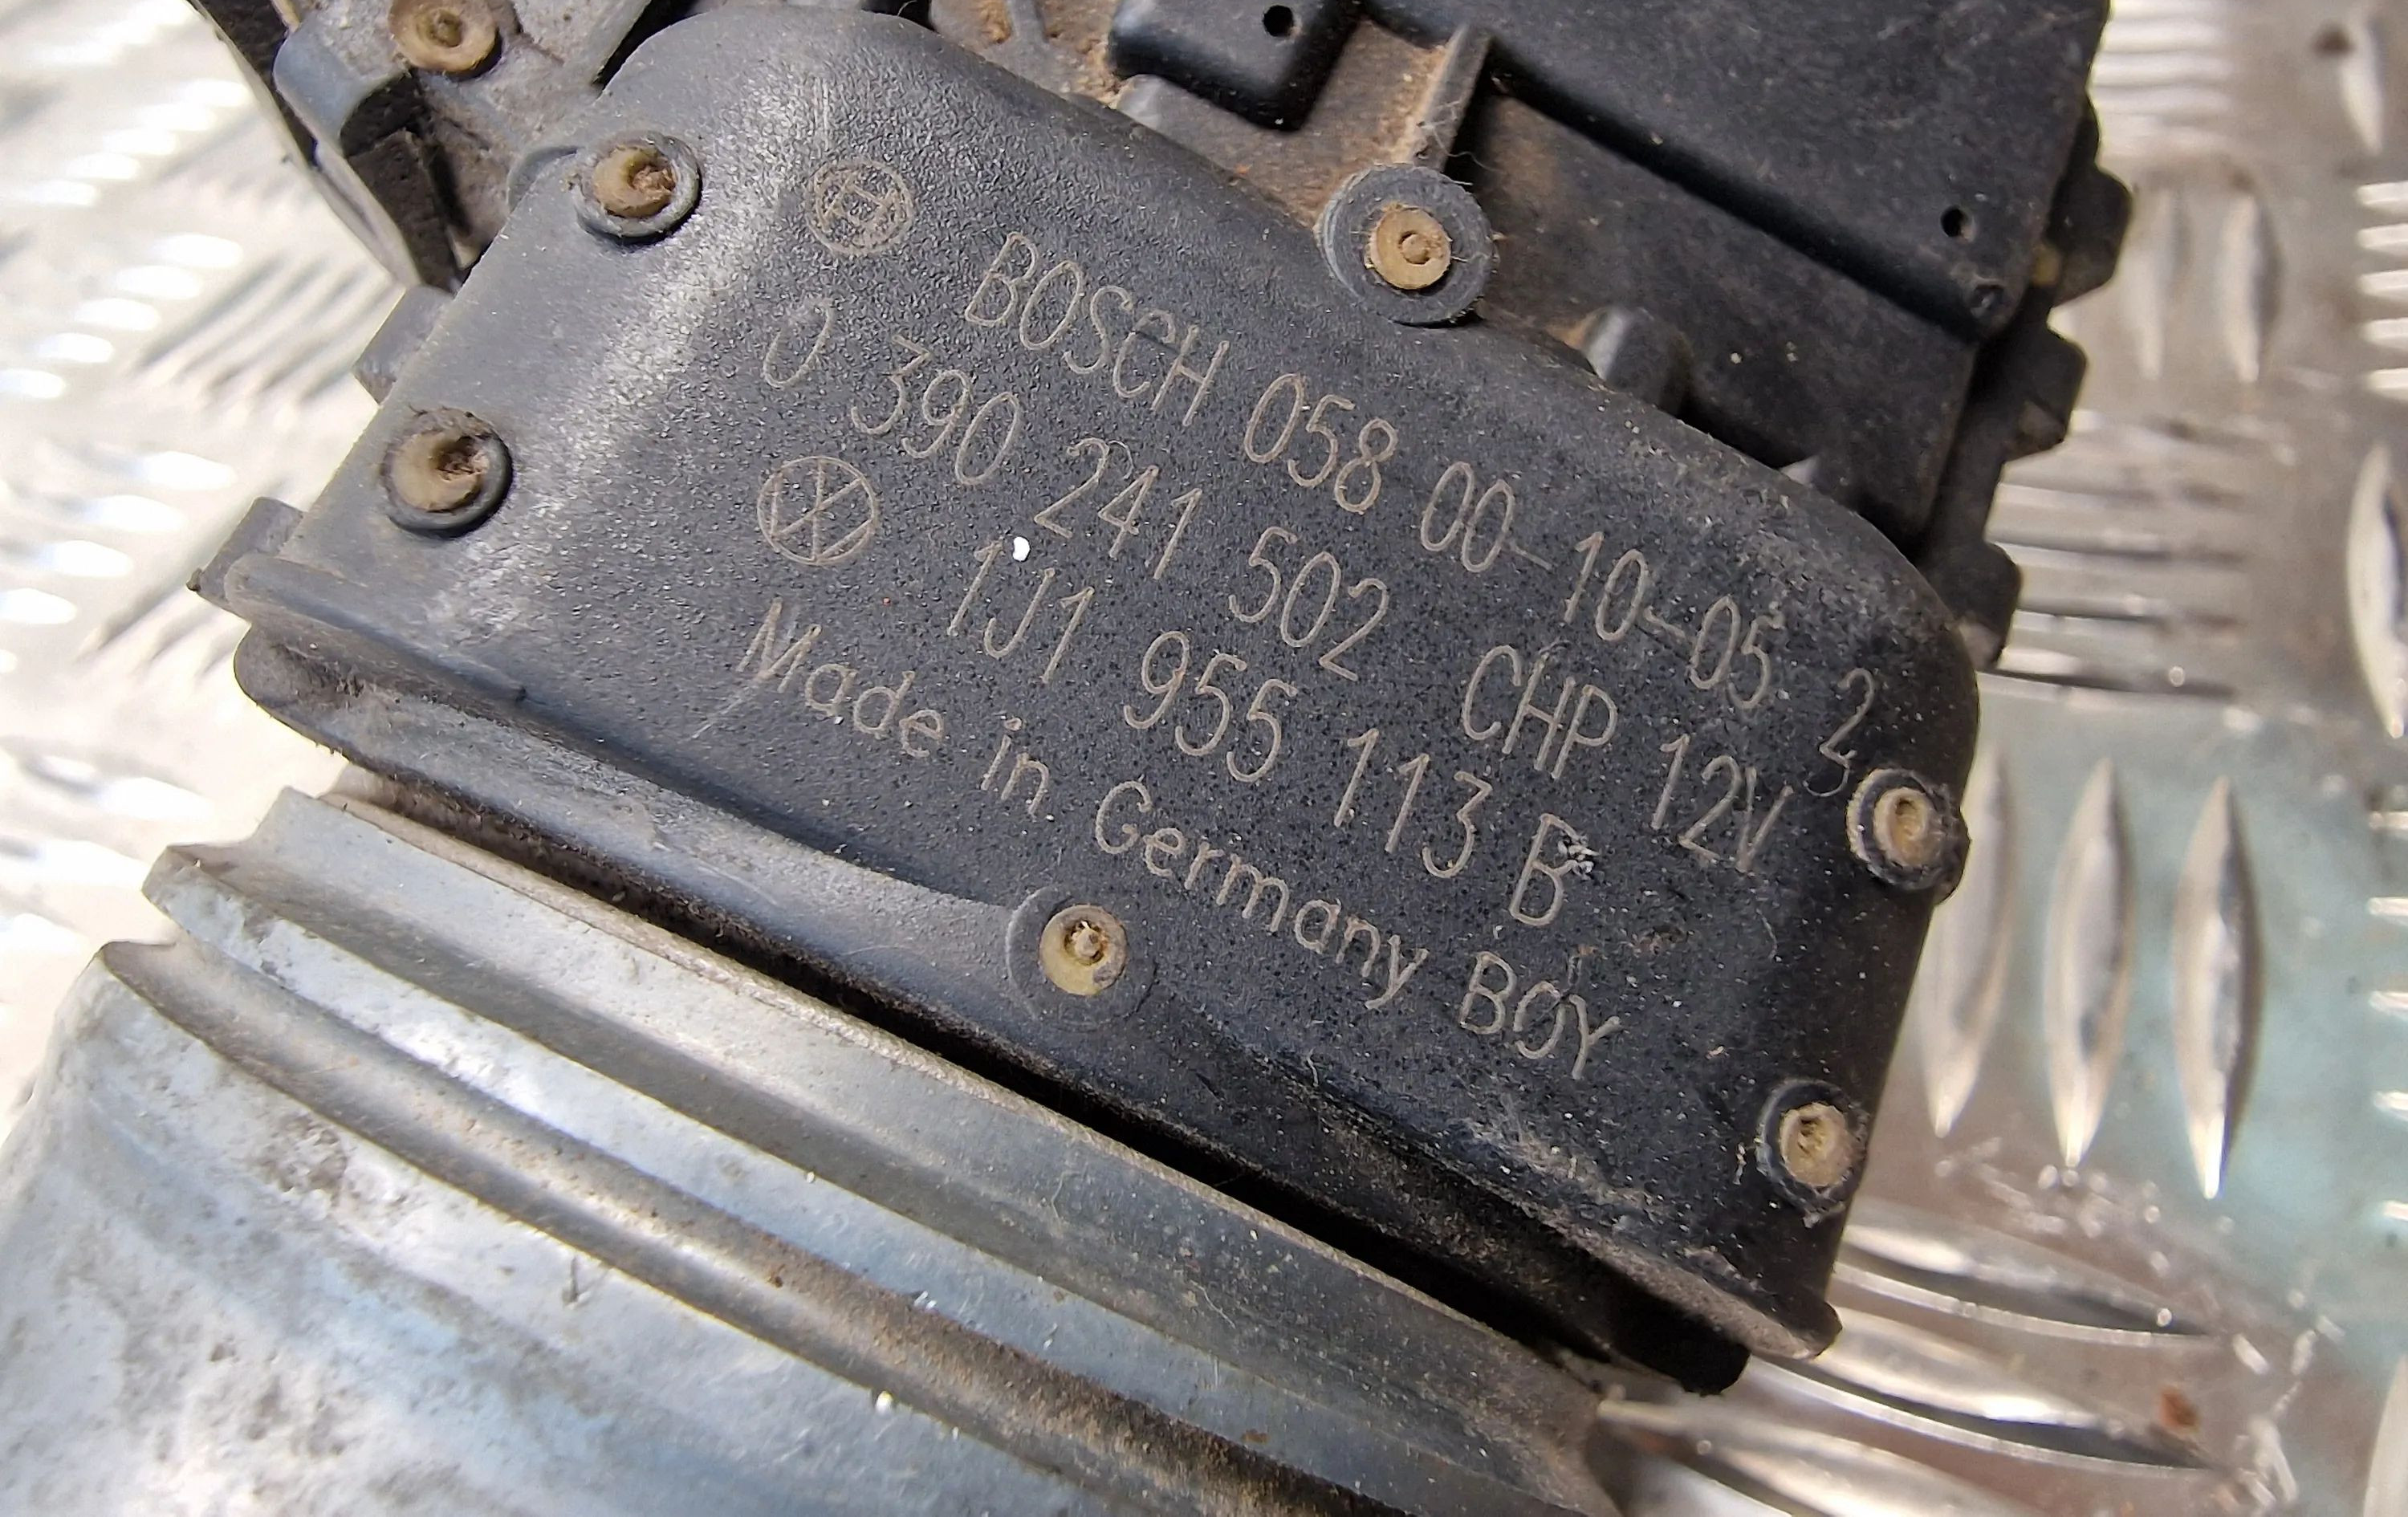 BOSCH 058 00-10-05 2
0 390 241 502 CHP 12V
1J1 955 113 B
Made in Germany BOY